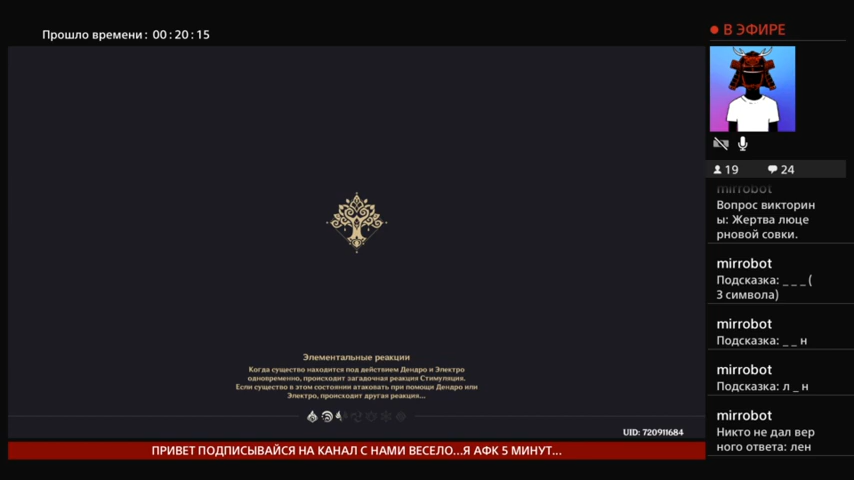 Прошло времени: 00:20:15
В ЭФИРЕ
19
24
mirrobot
Вопрос викторин
ы: Жертва люце
рновой совки.
mirrobot
Подсказка: _ _ _ (
3 символа)
mirrobot
Подсказка: _ _ н
mirrobot
Подсказка: л _ н
mirrobot
Никто не дал вер
ного ответа: лен
Элементальные реакции
Когда существо находится под действием Дендро и Электро
одновременно, происходит загадочная реакция Стимуляция.
Если существо в этом состоянии атаковать при помощи Дендро или
Электро, происходит другая реакция...
UID: 720911684
ПРИВЕТ ПОДПИСЫВАЙСЯ НА КАНАЛ С НАМИ ВЕСЕЛО...Я АФК 5 МИНУТ...